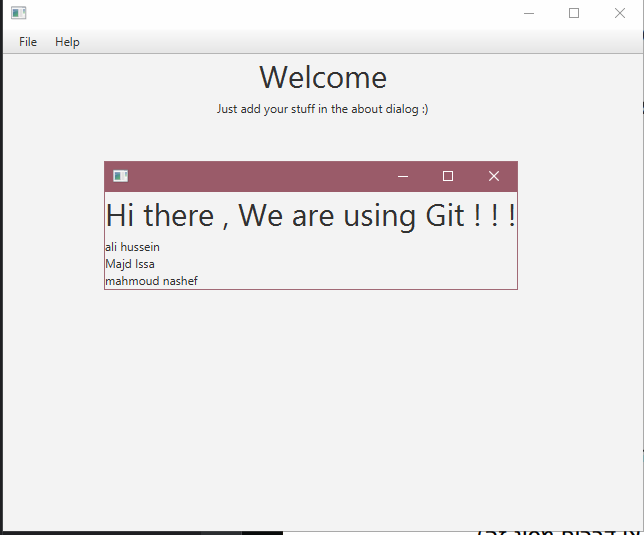 File Help
Welcome
Just add your stuff in the about dialog :)
Hi there , We are using Git ! ! !
ali hussein
Majd Issa
mahmoud nashef